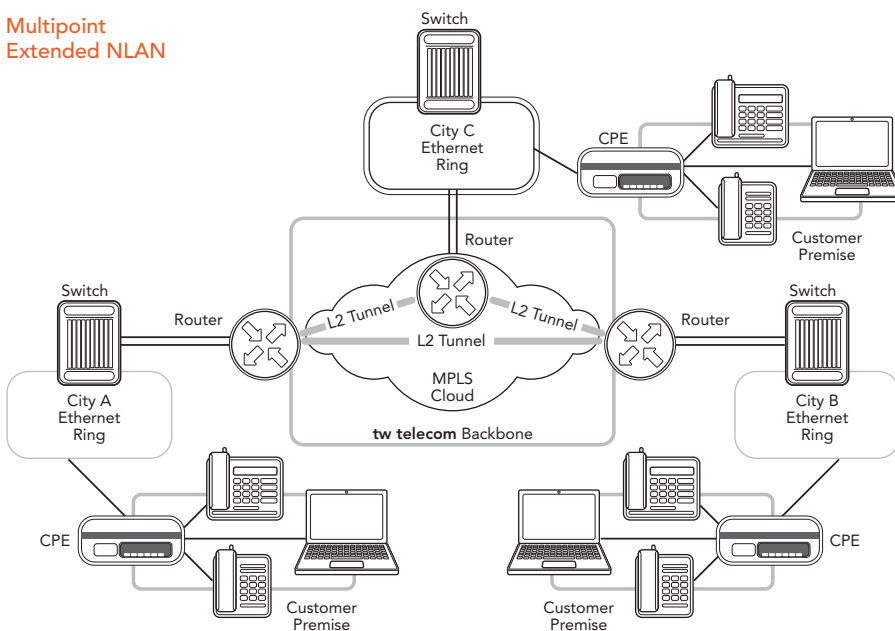 Multipoint
Extended NLAN
Switch
City C
Ethernet
Ring
CPE
Customer
Premise
Router
Switch
Router
L2 Tunnel
L2 Tunnel
L2 Tunnel
MPLS
Cloud
Router
Switch
City A
Ethernet
Ring
tw telecom Backbone
City B
Ethernet
Ring
CPE
Customer
Premise
CPE
Customer
Premise